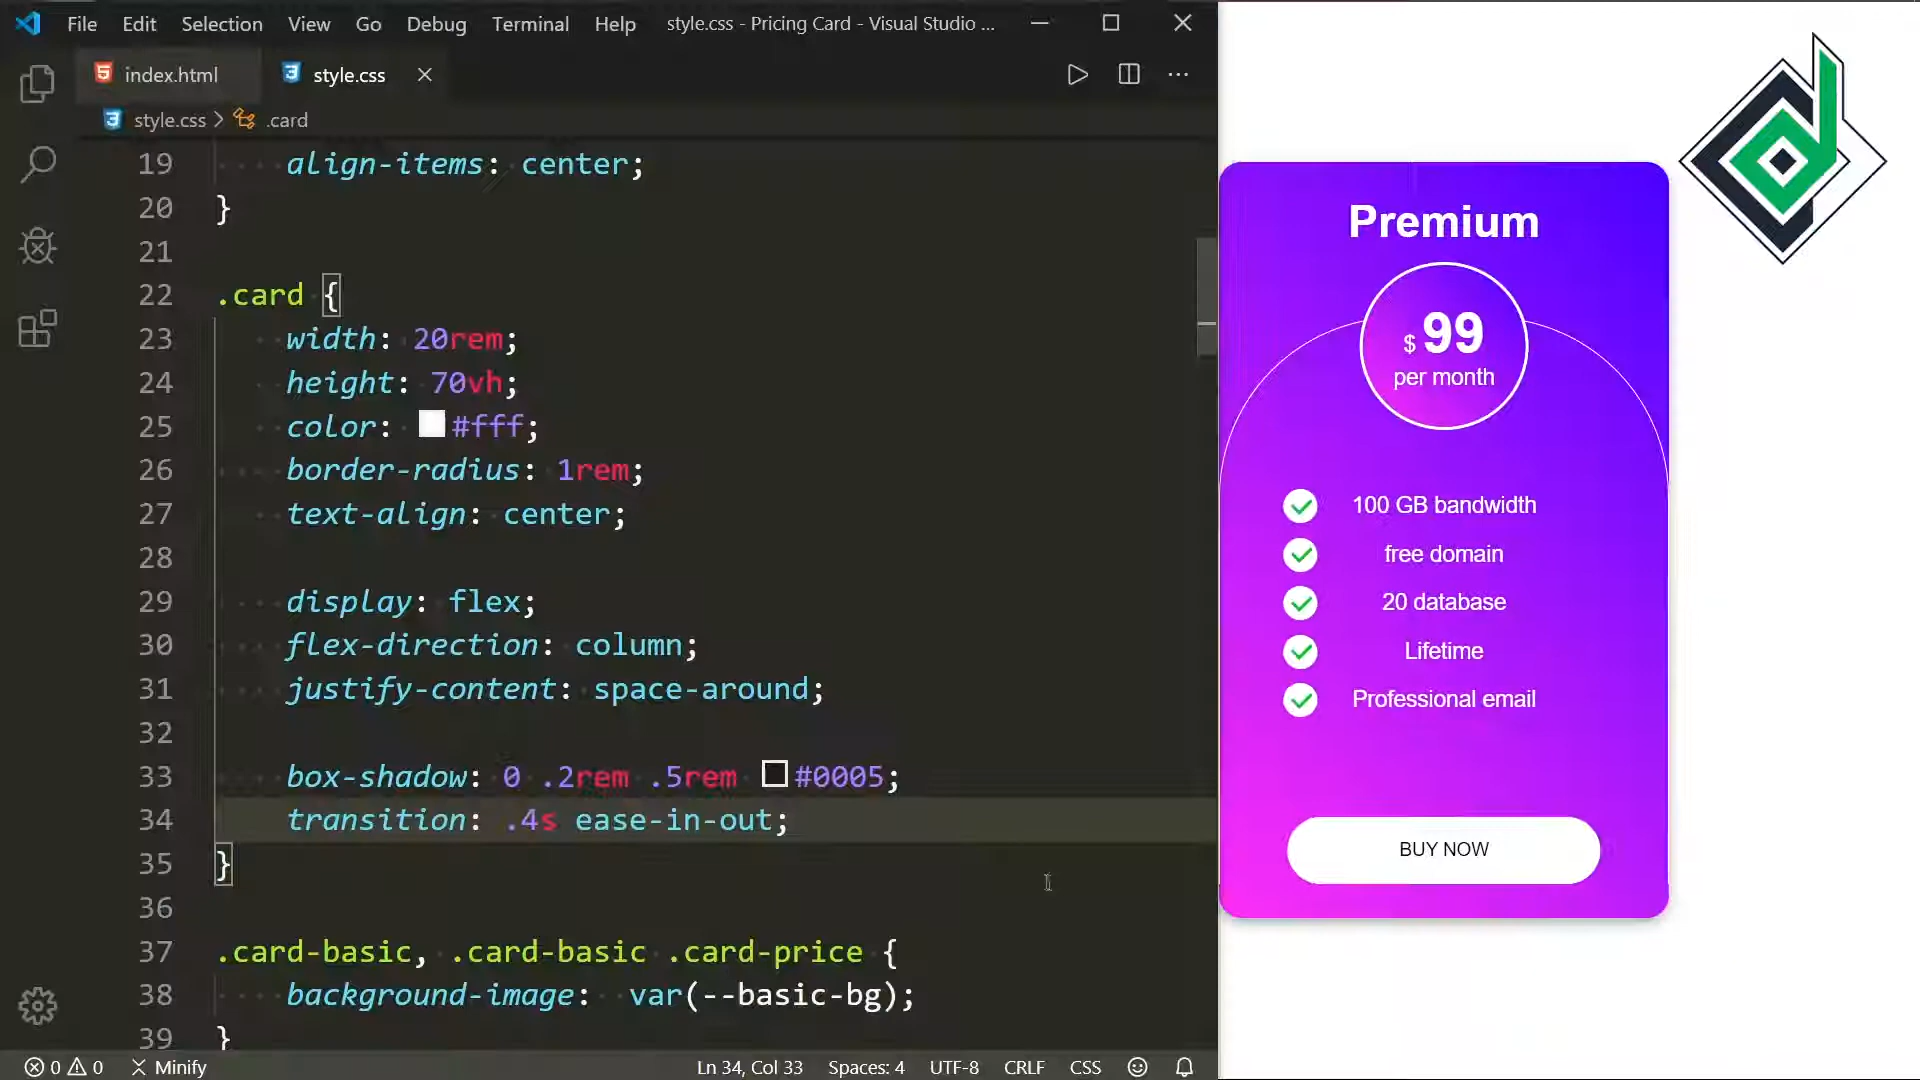 File Edit Selection View Go Debug Terminal Help style.css - Pricing Card - Visual Studio ...
index.html style.css
style.css > .card
19 align-items: center;
20 }
21
22 .card {
23 width: 20rem;
24 height: 70vh;
25 color: #fff;
26 border-radius: 1rem;
27 text-align: center;
28
29 display: flex;
30 flex-direction: column;
31 justify-content: space-around;
32
33 box-shadow: 0 .2rem .5rem #0005;
34 transition: .4s ease-in-out;
35 }
36
37 .card-basic, .card-basic .card-price {
38 background-image: var(--basic-bg);
39 }
0 0 Minify Ln 34, Col 33 Spaces: 4 UTF-8 CRLF CSS
Premium
$ 99
per month
100 GB bandwidth
free domain
20 database
Lifetime
Professional email
BUY NOW